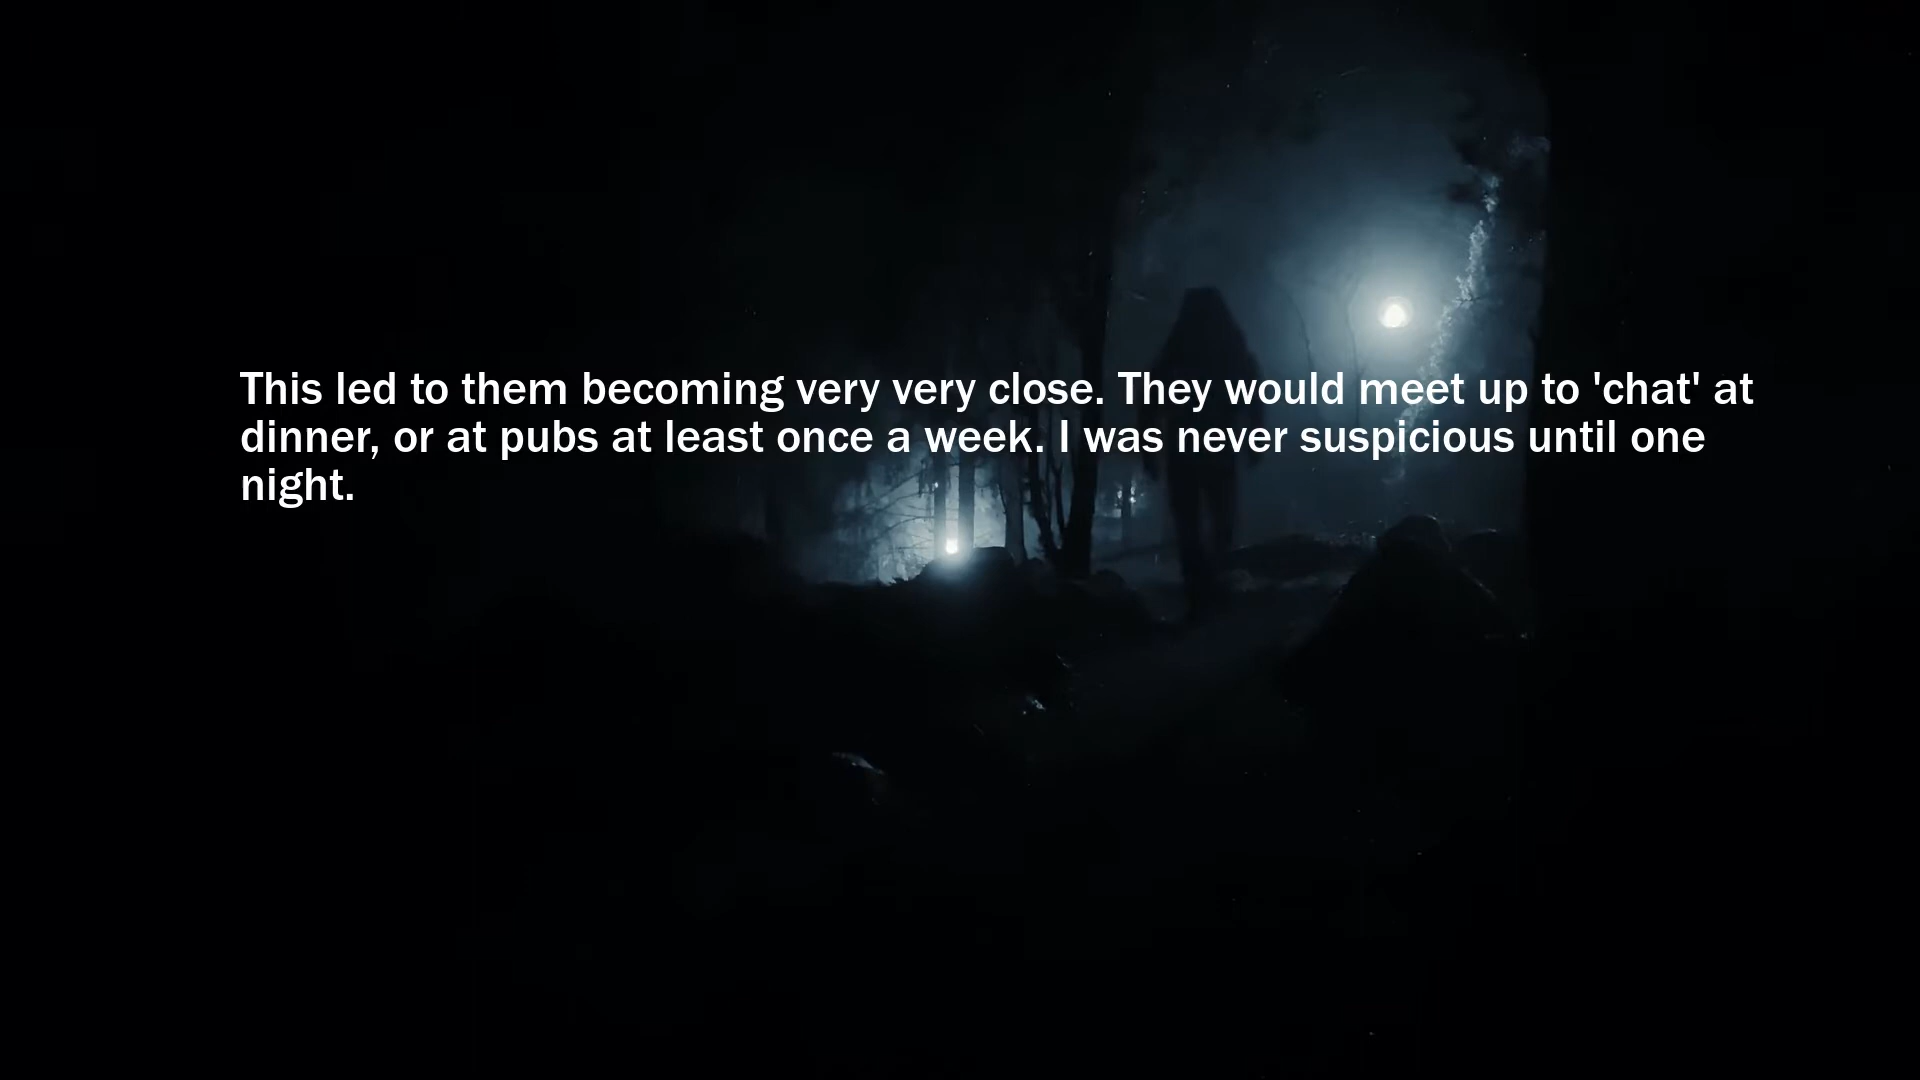 This led to them becoming very very close. They would meet up to 'chat' at
dinner, or at pubs at least once a week. I was never suspicious until one
night.